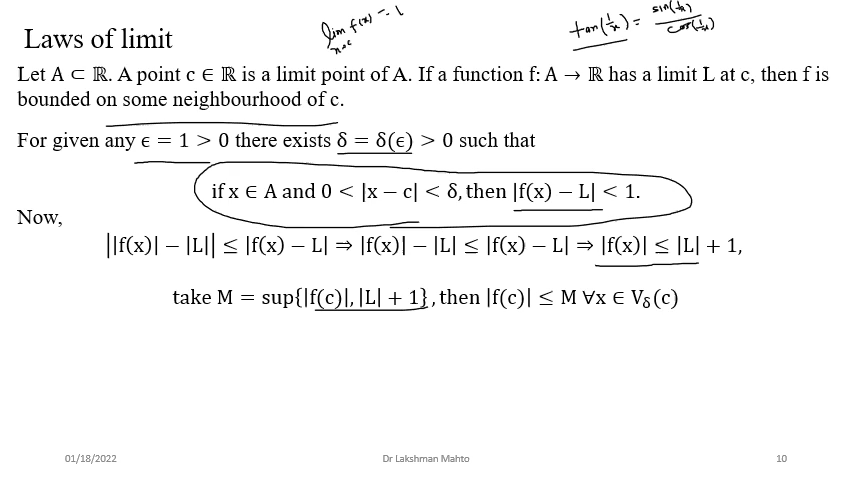 lim f(x) = L
x→c
tan(1/x) = sin(1/x)/cos(1/x)
Laws of limit
Let A ⊂ ℝ. A point c ∈ ℝ is a limit point of A. If a function f: A → ℝ has a limit L at c, then f is
bounded on some neighbourhood of c.
For given any ϵ = 1 > 0 there exists δ = δ(ϵ) > 0 such that
if x ∈ A and 0 < |x − c| < δ, then |f(x) − L| < 1.
Now,
||f(x)| − |L|| ≤ |f(x) − L| ⇒ |f(x)| − |L| ≤ |f(x) − L| ⇒ |f(x)| ≤ |L| + 1,
take M = sup{|f(c)|, |L| + 1}, then |f(c)| ≤ M ∀x ∈ V_δ(c)
01/18/2022 Dr Lakshman Mahto 10